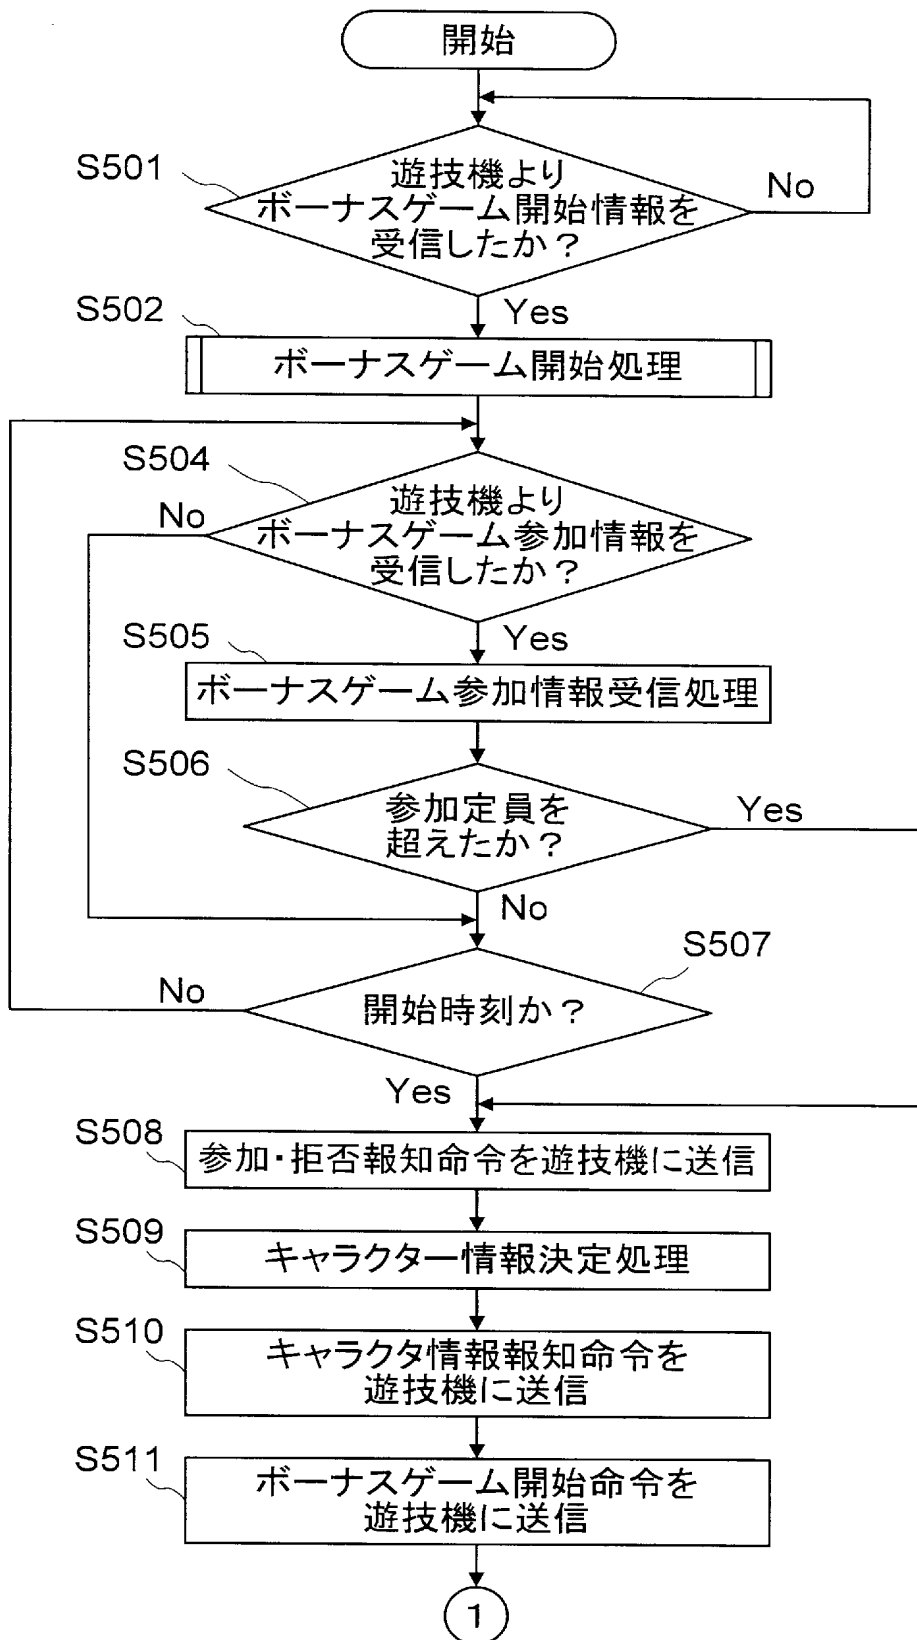 開始
S501
遊技機より
ボーナスゲーム開始情報を
受信したか？
No
Yes
S502
ボーナスゲーム開始処理
S504
遊技機より
ボーナスゲーム参加情報を
受信したか？
No
Yes
S505
ボーナスゲーム参加情報受信処理
S506
参加定員を
超えたか？
Yes
No
S507
開始時刻か？
No
Yes
S508
参加・拒否報知命令を遊技機に送信
S509
キャラクター情報決定処理
S510
キャラクタ情報報知命令を
遊技機に送信
S511
ボーナスゲーム開始命令を
遊技機に送信
1